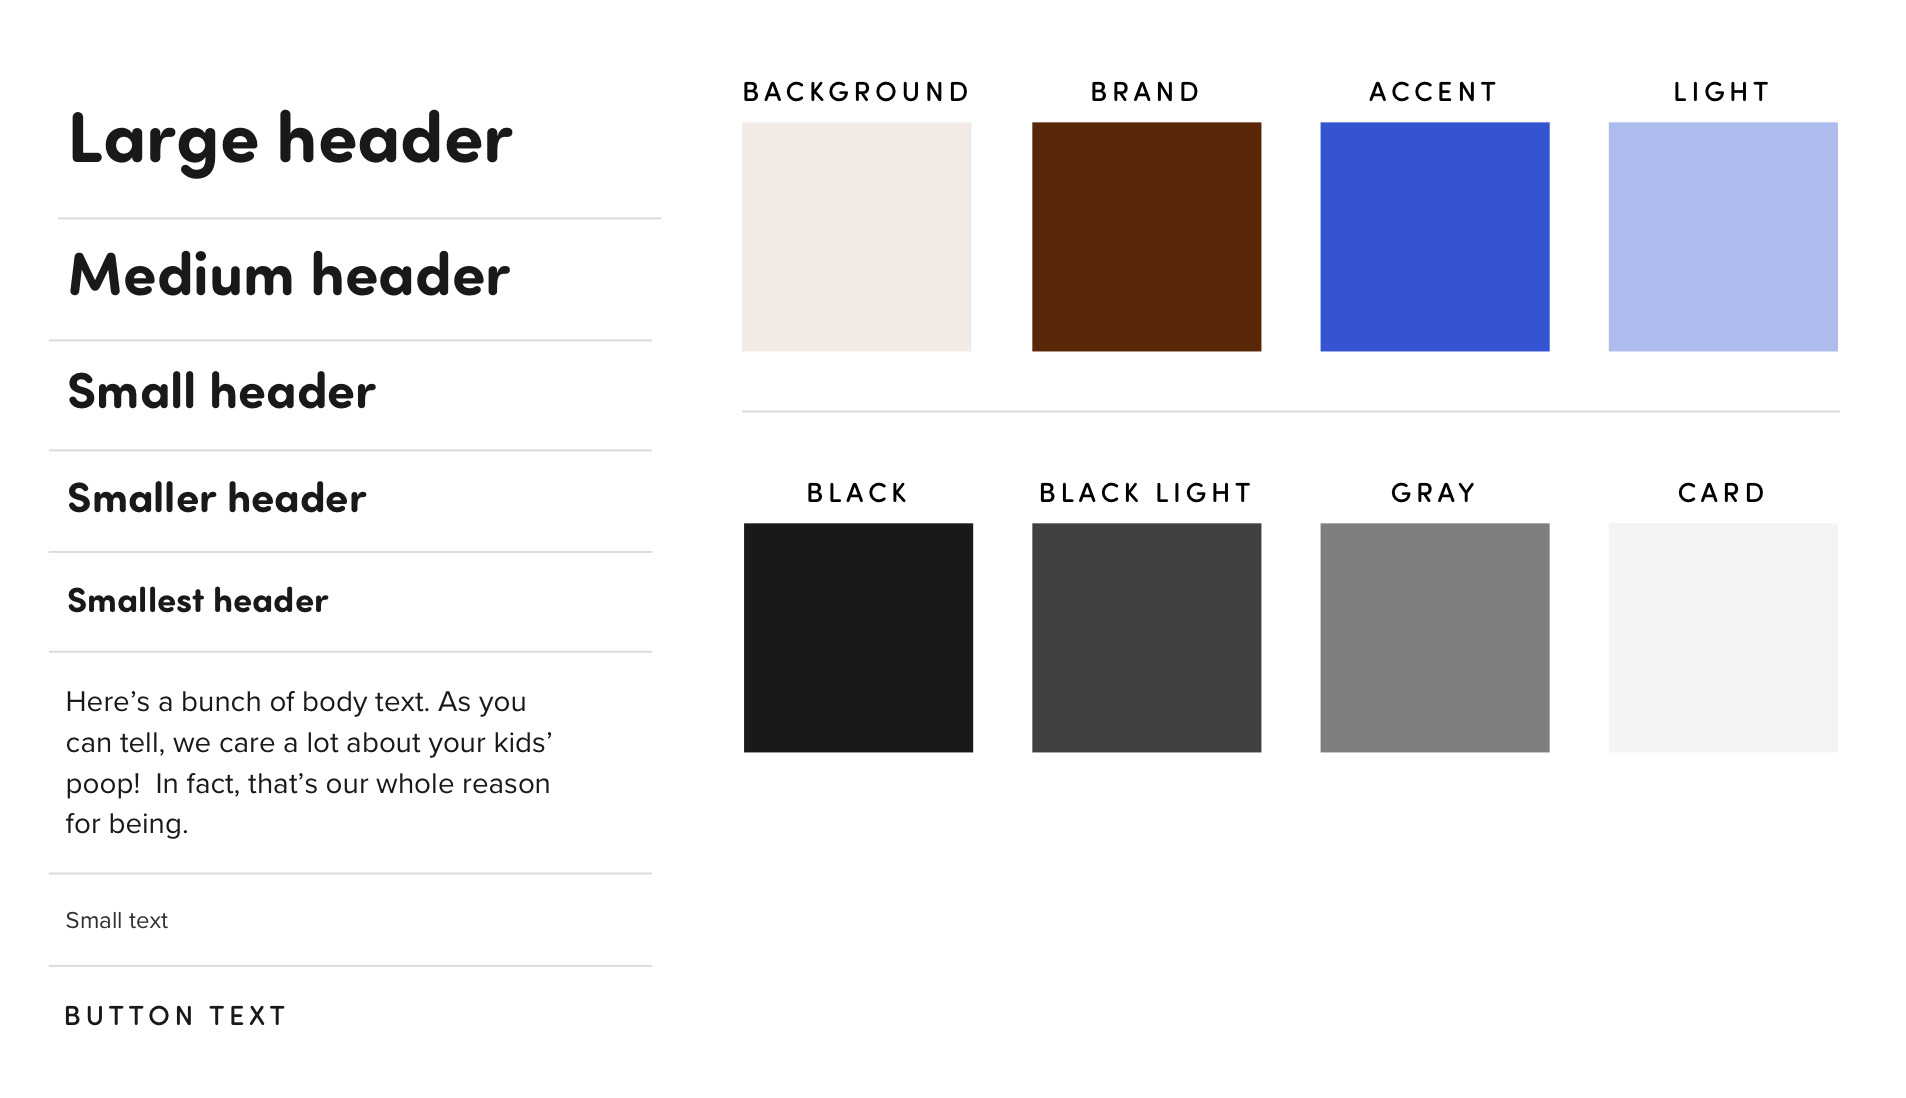 Large header
Medium header
Small header
Smaller header
Smallest header
Here’s a bunch of body text. As you
can tell, we care a lot about your kids’
poop!  In fact, that’s our whole reason
for being.
Small text
BUTTON TEXT
BACKGROUND
BRAND
ACCENT
LIGHT
BLACK
BLACK LIGHT
GRAY
CARD